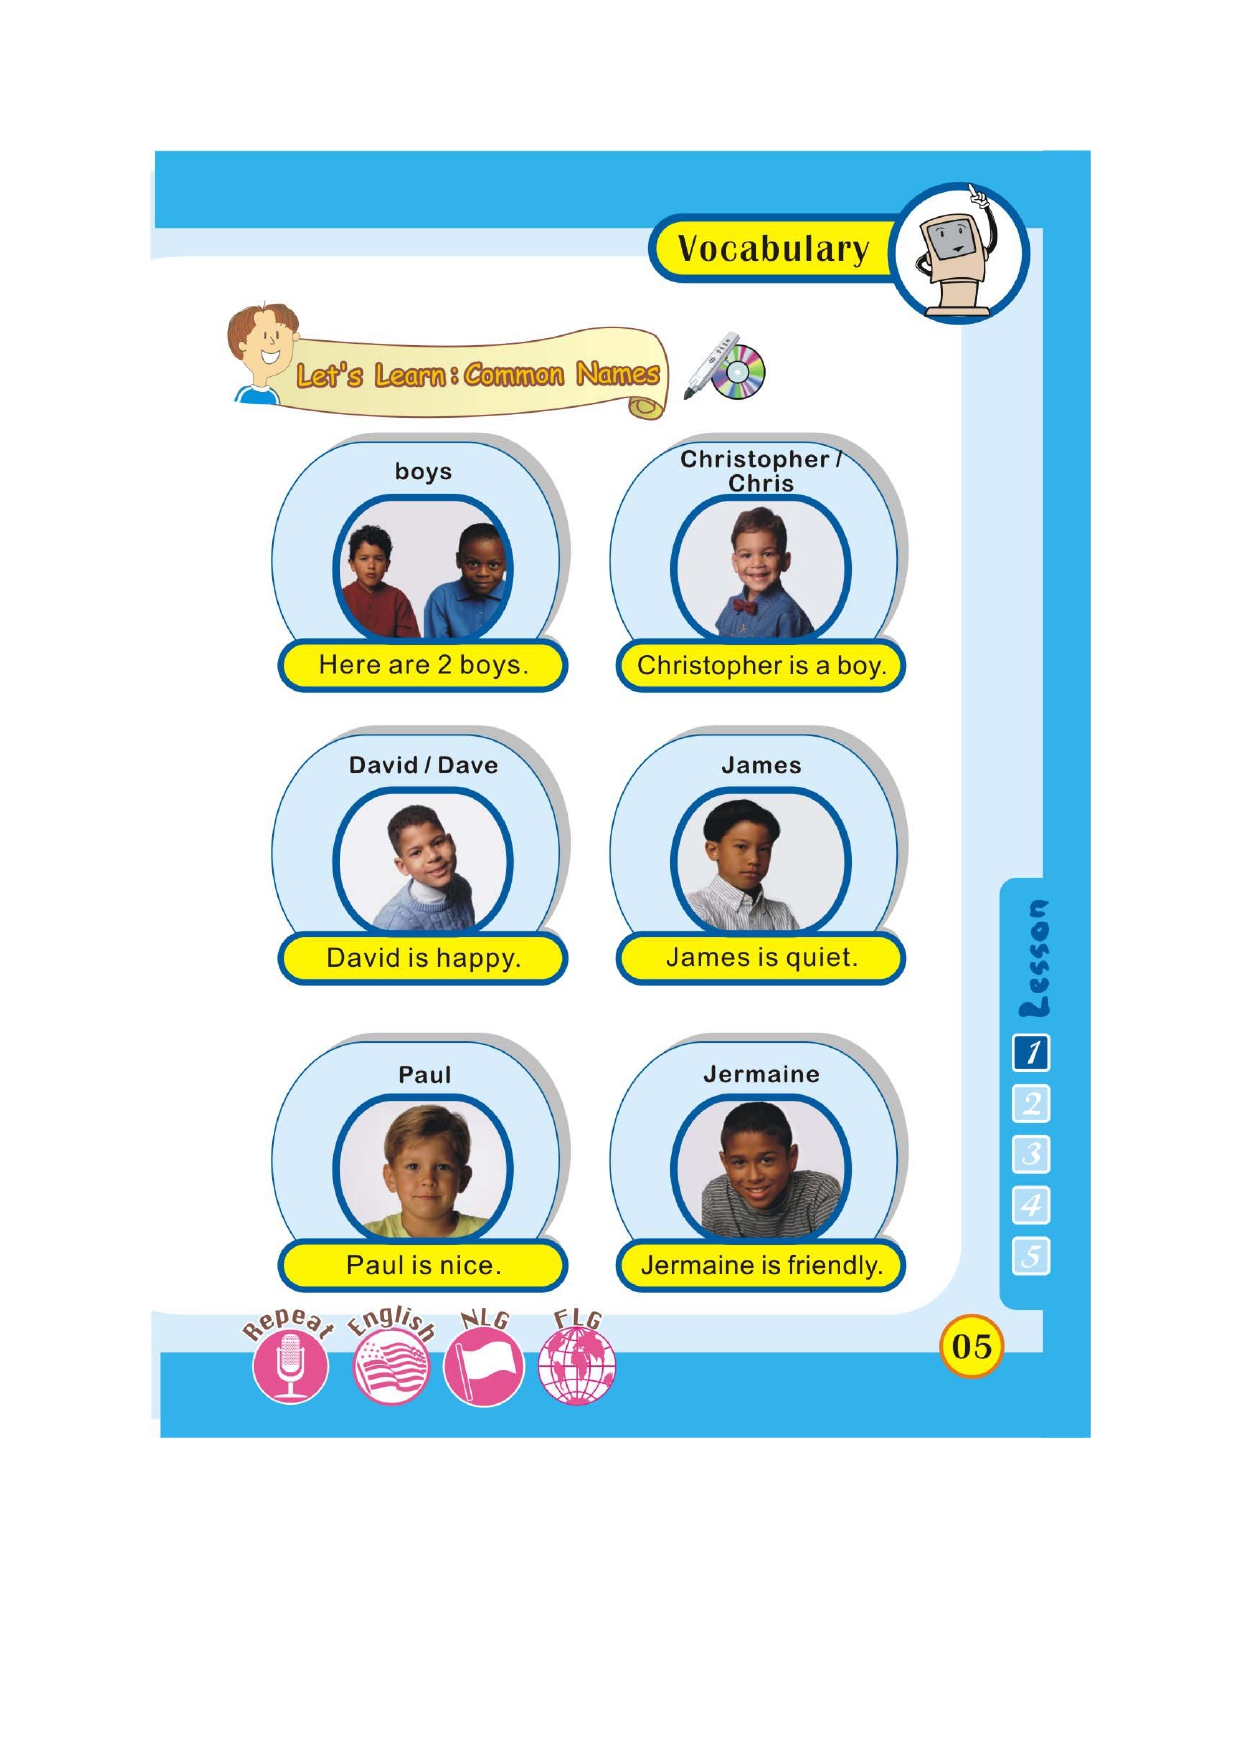 Vocabulary
Let's Learn : Common Names
boys
Here are 2 boys.
Christopher /
Chris
Christopher is a boy.
David / Dave
David is happy.
James
James is quiet.
Paul
Paul is nice.
Jermaine
Jermaine is friendly.
Lesson
1
2
3
4
5
Repeat
English
NLG
FLG
05